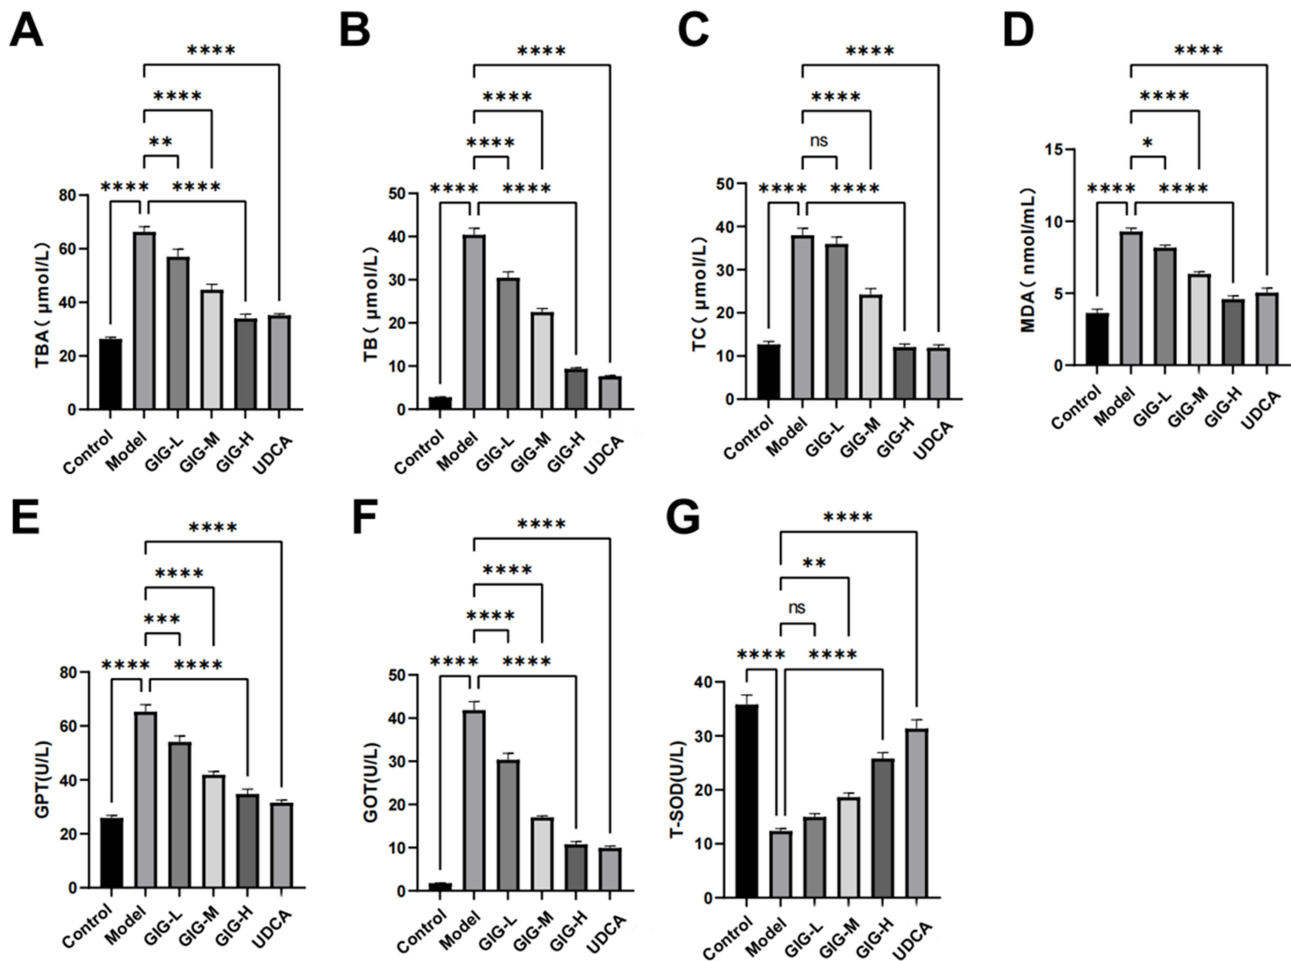 A
****
****
**
**** ****
80
60
40
20
0
TBA( μmol/L)
Control
Model
GIG-L
GIG-M
GIG-H
UDCA
B
****
****
****
**** ****
50
40
30
20
10
0
TB( μmol/L)
Control
Model
GIG-L
GIG-M
GIG-H
UDCA
C
****
****
ns
**** ****
50
40
30
20
10
0
TC( μmol/L)
Control
Model
GIG-L
GIG-M
GIG-H
UDCA
D
****
****
*
**** ****
15
10
5
0
MDA( nmol/mL)
Control
Model
GIG-L
GIG-M
GIG-H
UDCA
E
****
****
***
**** ****
80
60
40
20
0
GPT(U/L)
Control
Model
GIG-L
GIG-M
GIG-H
UDCA
F
****
****
****
**** ****
50
40
30
20
10
0
GOT(U/L)
Control
Model
GIG-L
GIG-M
GIG-H
UDCA
G
****
**
ns
**** ****
40
30
20
10
0
T-SOD(U/L)
Control
Model
GIG-L
GIG-M
GIG-H
UDCA